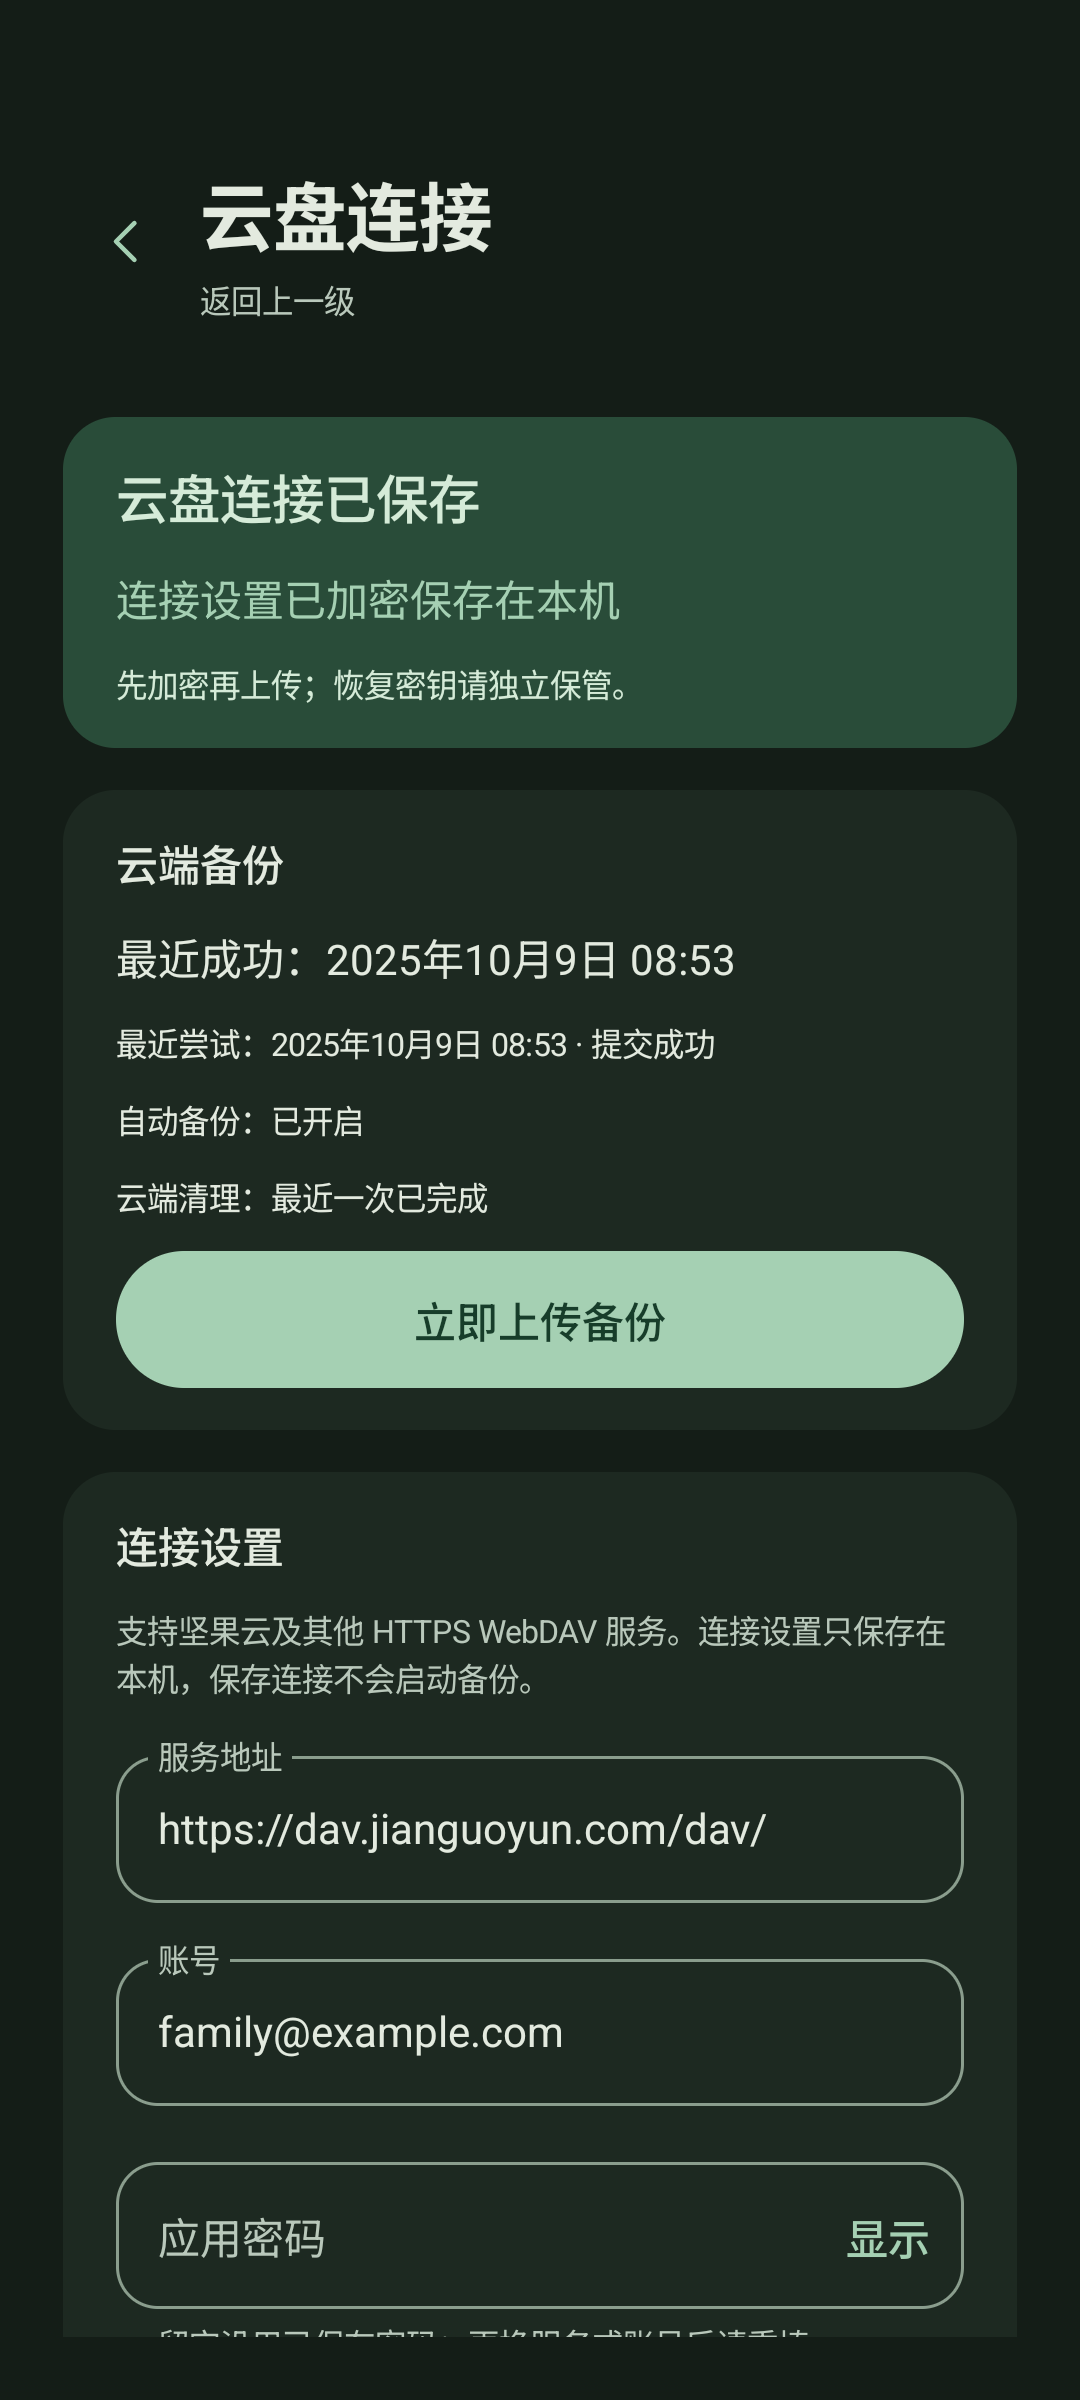 云盘连接
返回上一级
云盘连接已保存
连接设置已加密保存在本机
先加密再上传；恢复密钥请独立保管。
云端备份
最近成功：2025年10月9日 08:53
最近尝试：2025年10月9日 08:53 · 提交成功
自动备份：已开启
云端清理：最近一次已完成
立即上传备份
连接设置
支持坚果云及其他 HTTPS WebDAV 服务。连接设置只保存在
本机，保存连接不会启动备份。
服务地址
https://dav.jianguoyun.com/dav/
账号
family@example.com
应用密码
显示